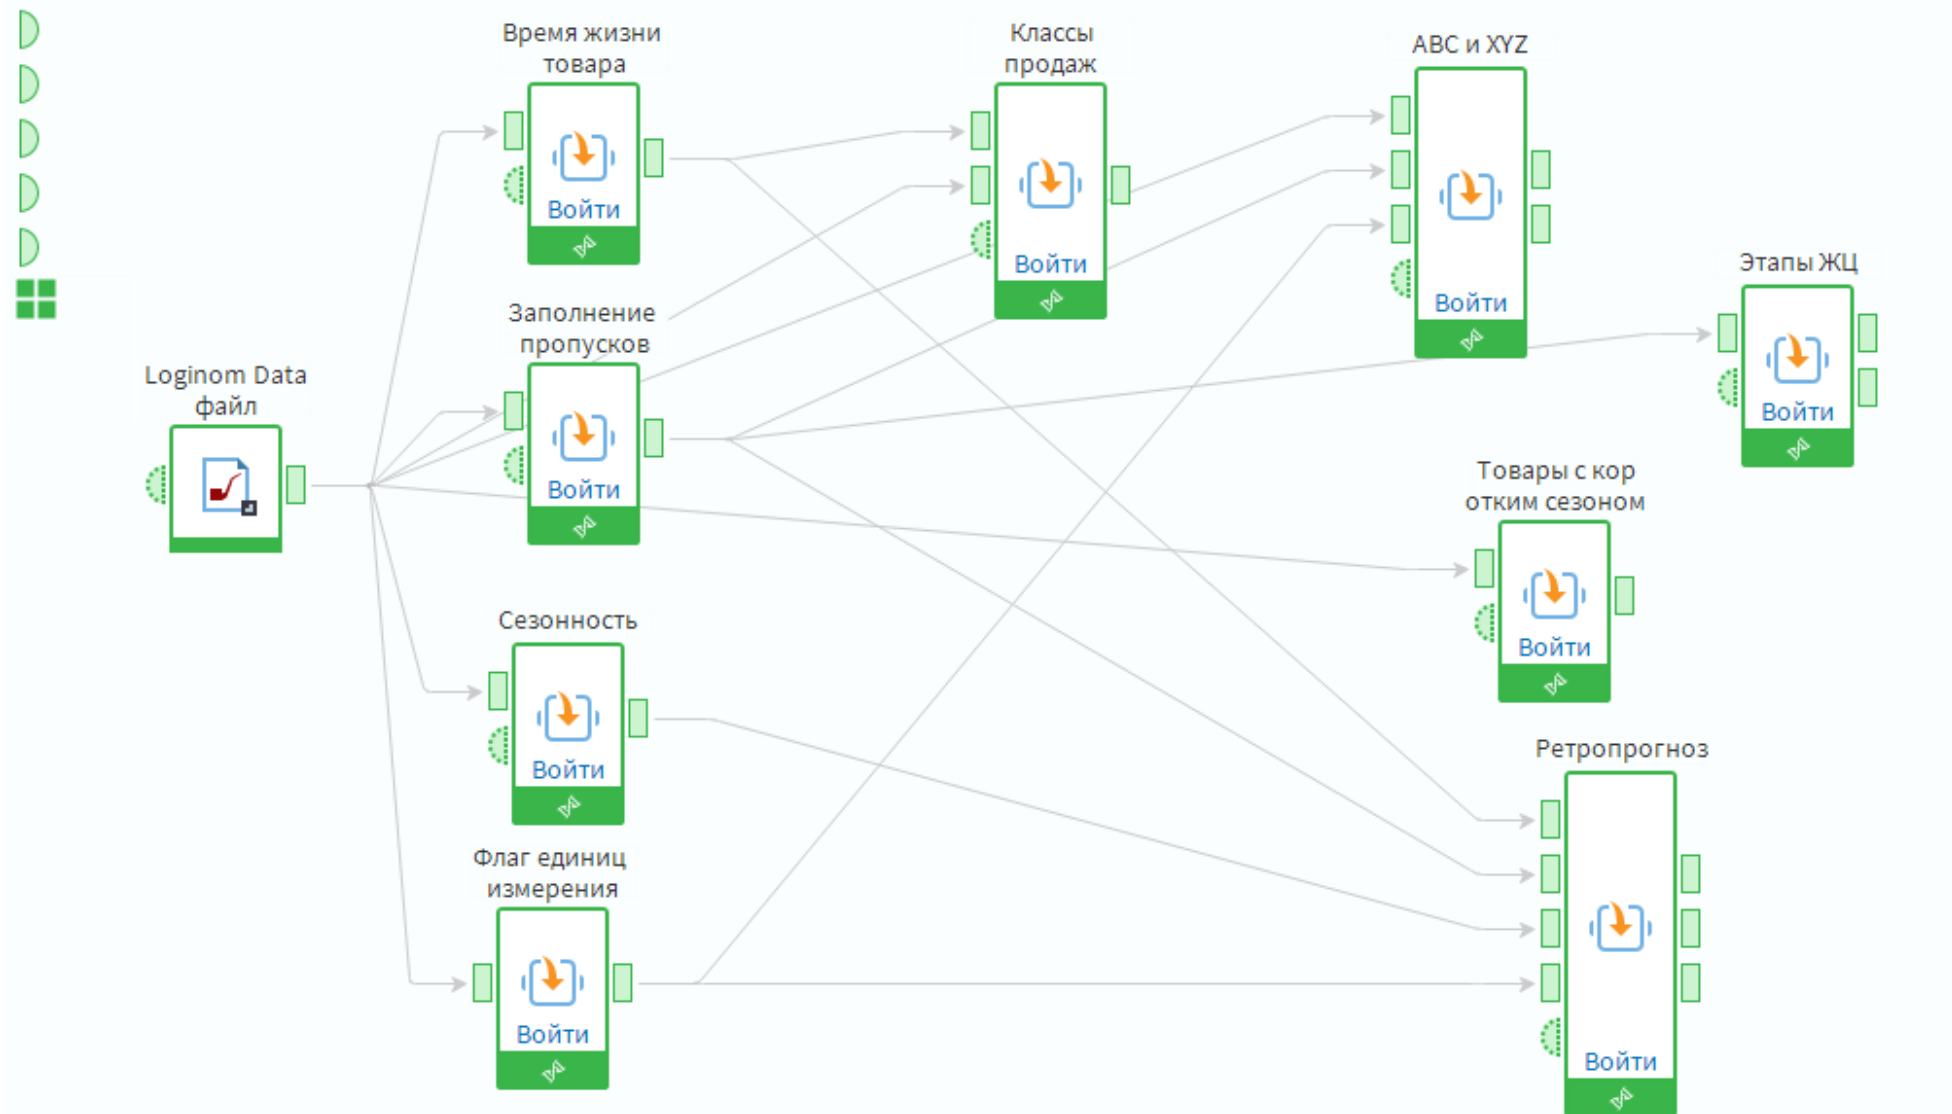 Время жизни
товара
Войти
Классы
продаж
Войти
ABC и XYZ
Войти
Этапы ЖЦ
Войти
Заполнение
пропусков
Войти
Loginom Data
файл
Товары с кор
отким сезоном
Войти
Сезонность
Войти
Ретропрогноз
Войти
Флаг единиц
измерения
Войти